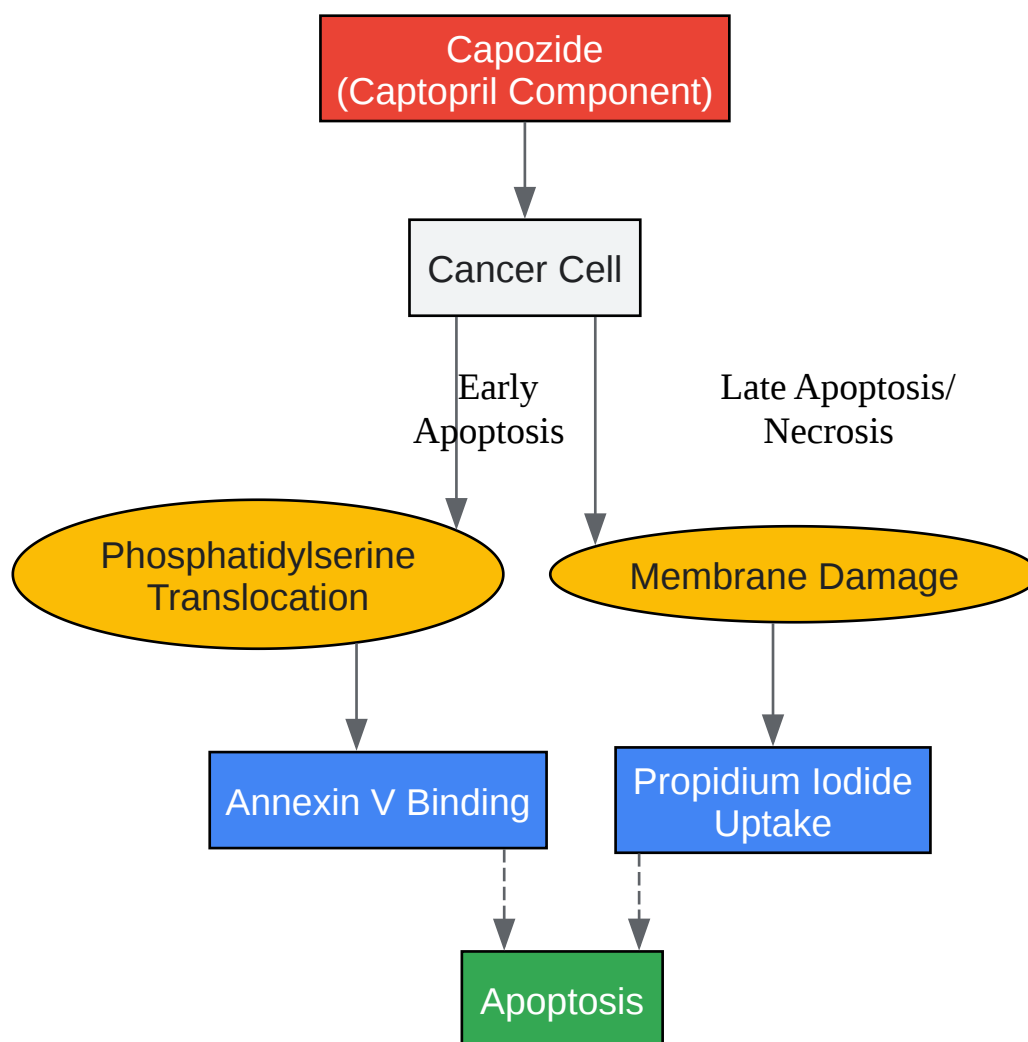 Capozide
(Captopril Component)
Cancer Cell
Early
Apoptosis
Late Apoptosis/
Necrosis
Phosphatidylserine
Translocation
Membrane Damage
Annexin V Binding
Propidium Iodide
Uptake
Apoptosis